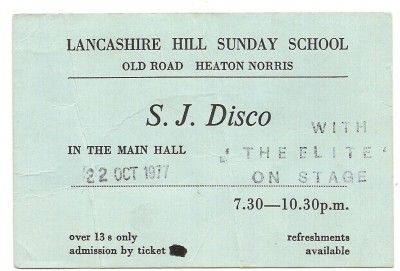 LANCASHIRE HILL SUNDAY SCHOOL
OLD ROAD HEATON NORRIS
S. J. Disco
WITH
IN THE MAIN HALL
" THE ELITE "
22 OCT 1977
ON STAGE
7.30—10.30p.m.
over 13s only
refreshments
admission by ticket
available